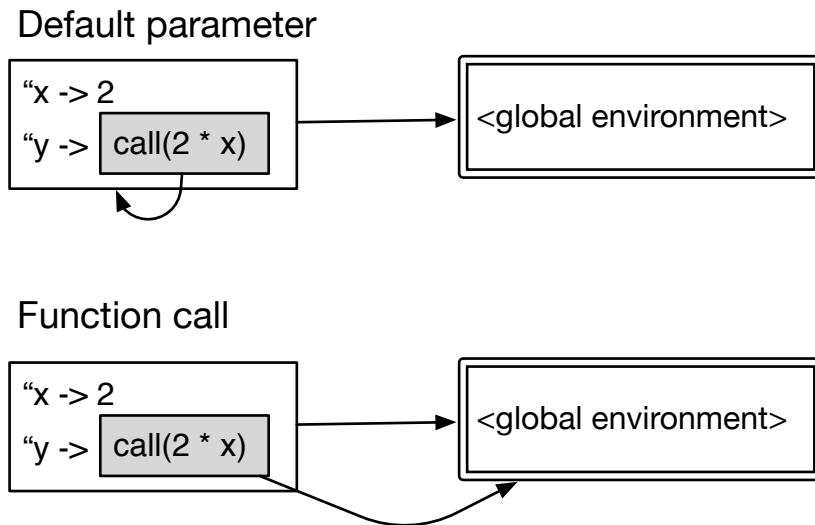 Default parameter
“x -> 2
“y -> call(2 * x)
<global environment>
Function call
“x -> 2
“y -> call(2 * x)
<global environment>